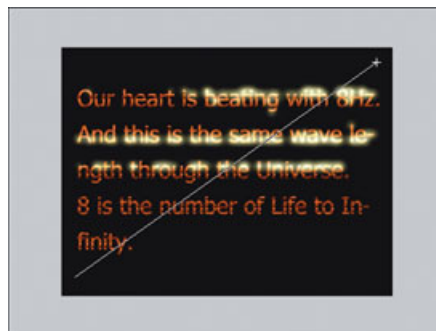 Our heart is beating with 8Hz.
And this is the same wave le-
ngth through the Universe.
8 is the number of Life to In-
finity.